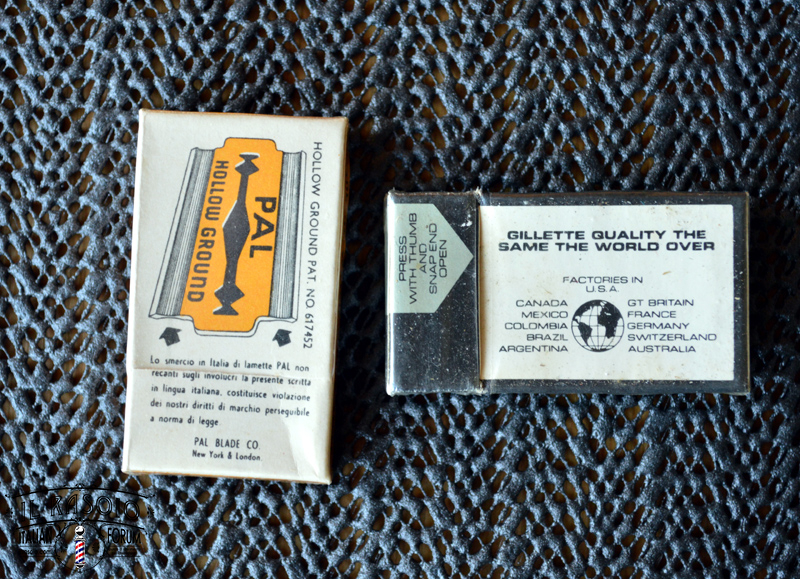 HOLLOW GROUND PAT. NO 617452
PAL
HOLLOW GROUND
Lo smercio in Italia di lamette PAL non
recanti sugli involucri la presente scritta
in lingua italiana, costituisce violazione
dei nostri diritti di marchio perseguibile
a norma di legge.
PAL BLADE CO.
New York & London.
PRESS
WITH THUMB
AND
SNAP END
OPEN
GILLETTE QUALITY THE
SAME THE WORLD OVER
FACTORIES IN
U.S.A.
CANADA
MEXICO
COLOMBIA
BRAZIL
ARGENTINA
GT BRITAIN
FRANCE
GERMANY
SWITZERLAND
AUSTRALIA
IL RASOIO
ITALIAN FORUM